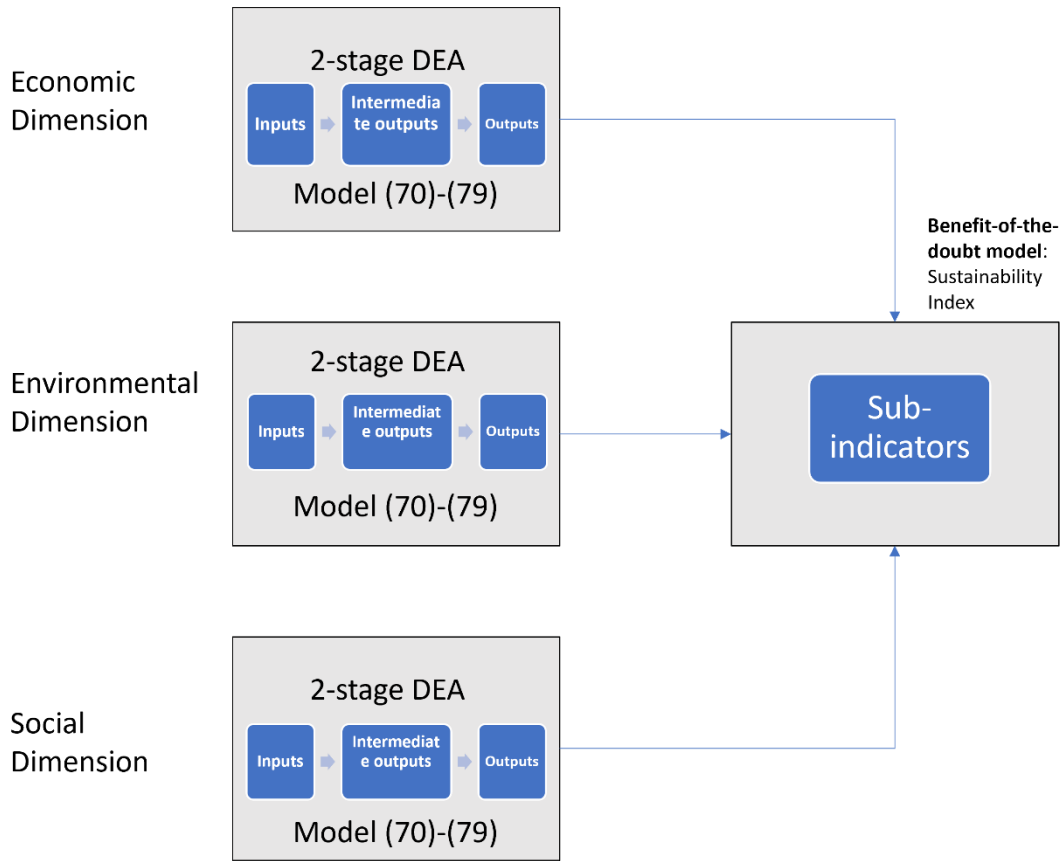 Economic
Dimension
2-stage DEA
Inputs
Intermedia
te outputs
Outputs
Model (70)-(79)
Benefit-of-the-
doubt model:
Sustainability
Index
Environmental
Dimension
2-stage DEA
Inputs
Intermediat
e outputs
Outputs
Model (70)-(79)
Sub-
indicators
Social
Dimension
2-stage DEA
Inputs
Intermediat
e outputs
Outputs
Model (70)-(79)